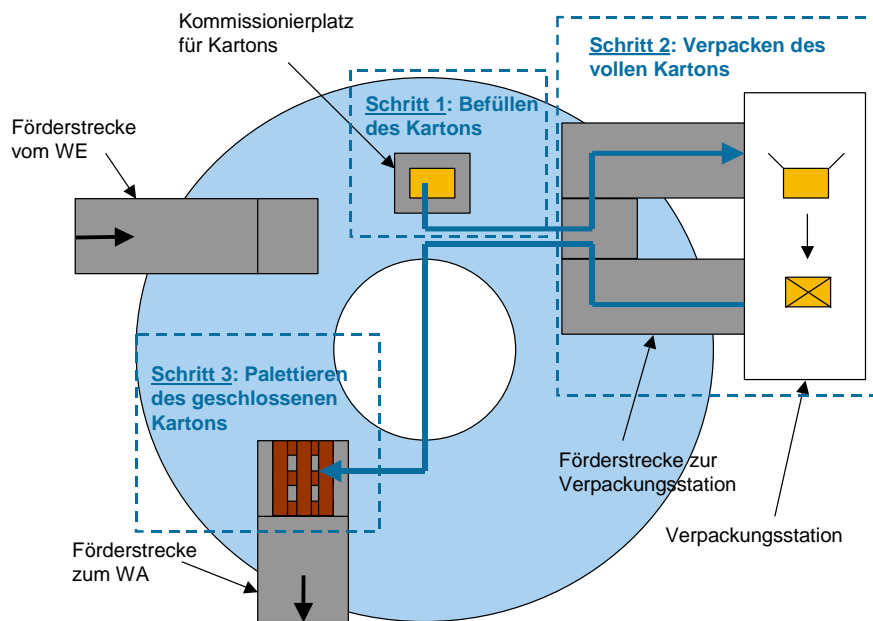 Kommissionierplatz
für Kartons
Schritt 2: Verpacken des
vollen Kartons
Schritt 1: Befüllen
des Kartons
Förderstrecke
vom WE
Schritt 3: Palettieren
des geschlossenen
Kartons
Förderstrecke zur
Verpackungsstation
Verpackungsstation
Förderstrecke
zum WA